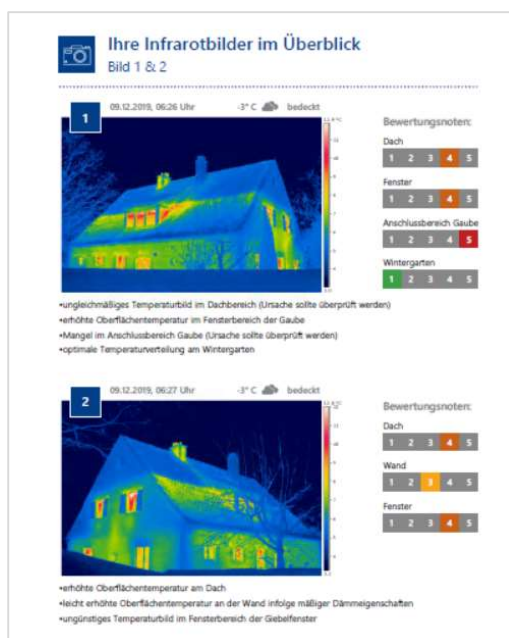 Ihre Infrarotbilder im Überblick
Bild 1 & 2
1
09.12.2019, 06:26 Uhr -3° C bedeckt
Bewertungsnoten:
Dach
1 2 3 4 5
Fenster
1 2 3 4 5
Anschlussbereich Gaube
1 2 3 4 5
Wintergarten
1 2 3 4 5
•ungleichmäßiges Temperaturbild im Dachbereich (Ursache sollte überprüft werden)
•erhöhte Oberflächentemperatur im Fensterbereich der Gaube
•Mangel im Anschlussbereich Gaube (Ursache sollte überprüft werden)
•optimale Temperaturverteilung am Wintergarten
2
09.12.2019, 06:27 Uhr -3° C bedeckt
Bewertungsnoten:
Dach
1 2 3 4 5
Wand
1 2 3 4 5
Fenster
1 2 3 4 5
•erhöhte Oberflächentemperatur am Dach
•leicht erhöhte Oberflächentemperatur an der Wand infolge mäßiger Dämmeigenschaften
•ungünstiges Temperaturbild im Fensterbereich der Giebelfenster